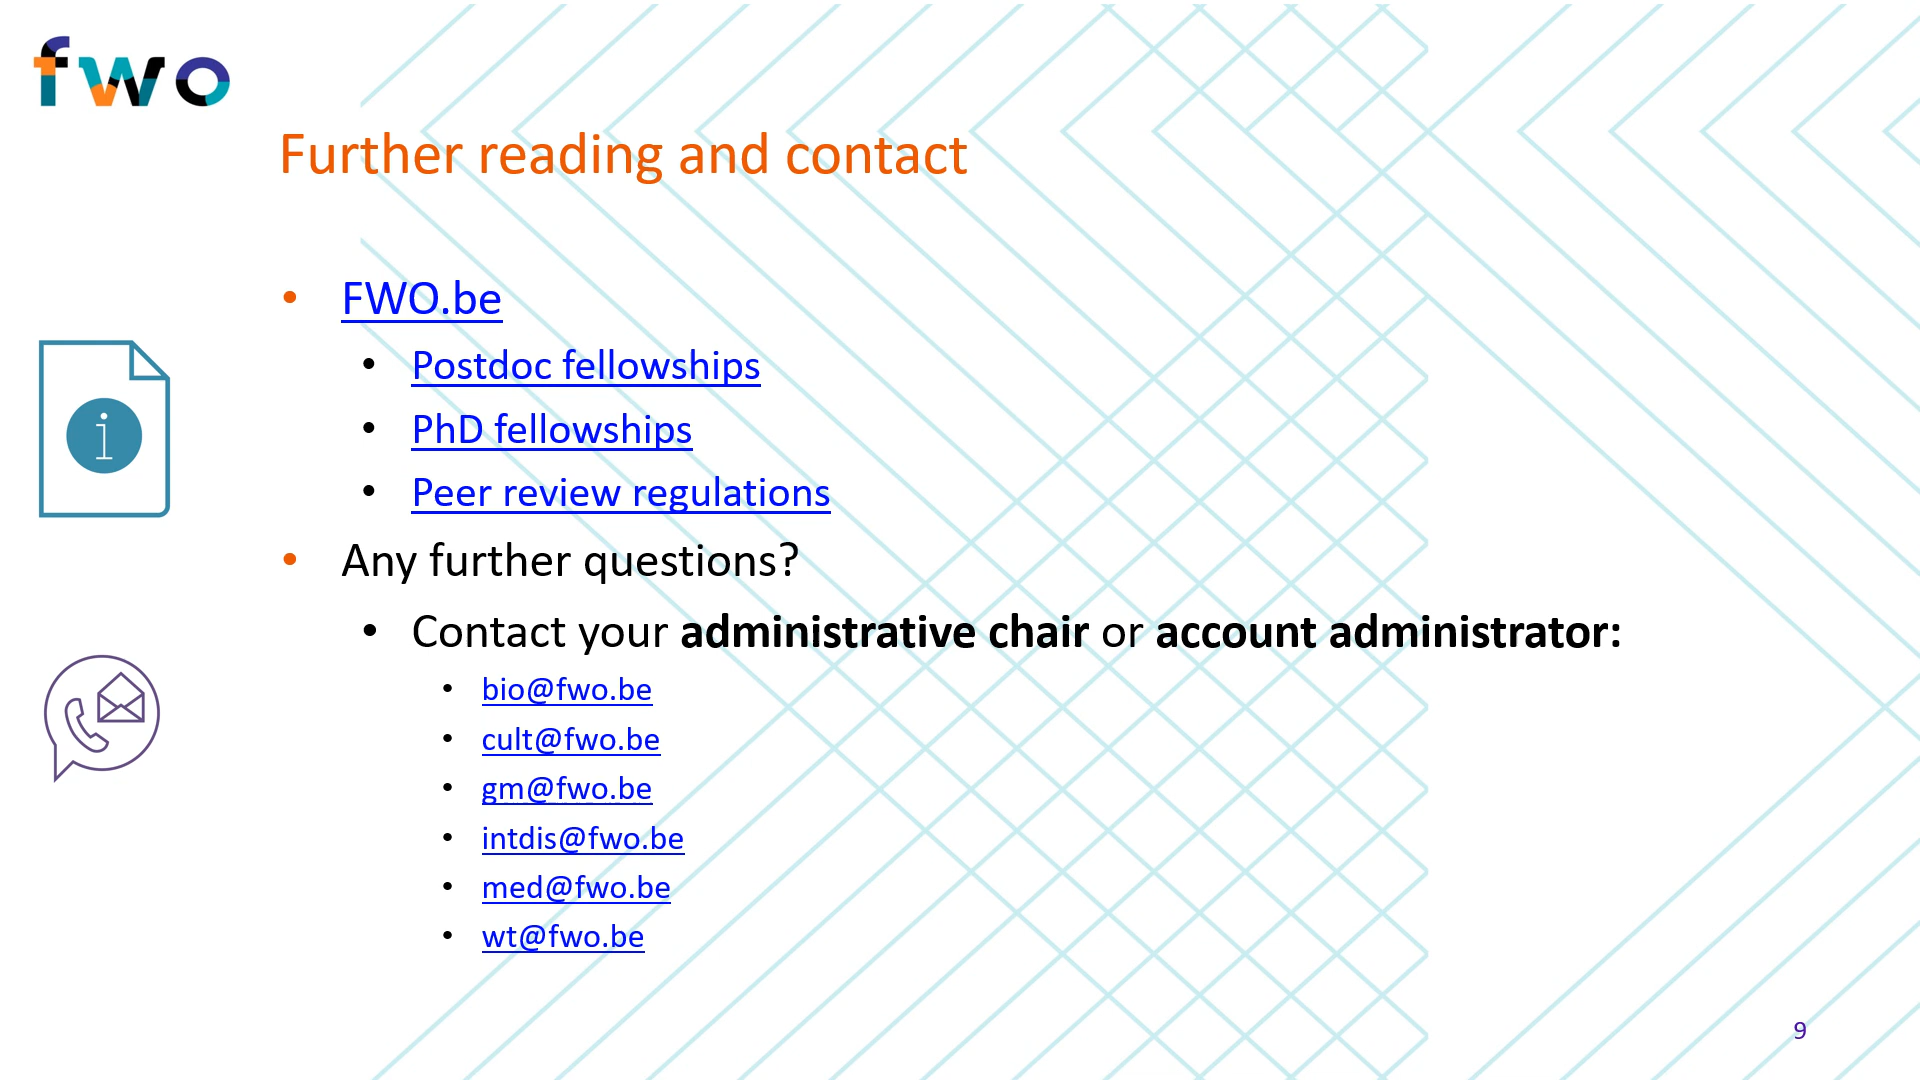 fwo
Further reading and contact
• FWO.be
• Postdoc fellowships
• PhD fellowships
• Peer review regulations
• Any further questions?
• Contact your administrative chair or account administrator:
• bio@fwo.be
• cult@fwo.be
• gm@fwo.be
• intdis@fwo.be
• med@fwo.be
• wt@fwo.be
i
9